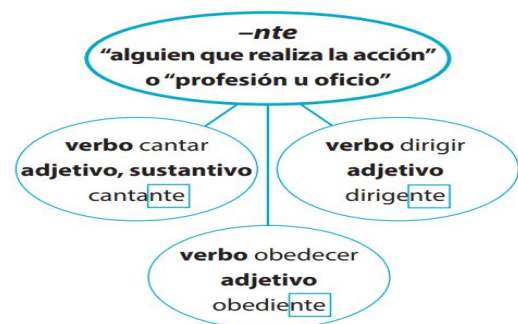 –nte
“alguien que realiza la acción”
o “profesión u oficio”
verbo cantar
adjetivo, sustantivo
cantante
verbo dirigir
adjetivo
dirigente
verbo obedecer
adjetivo
obediente